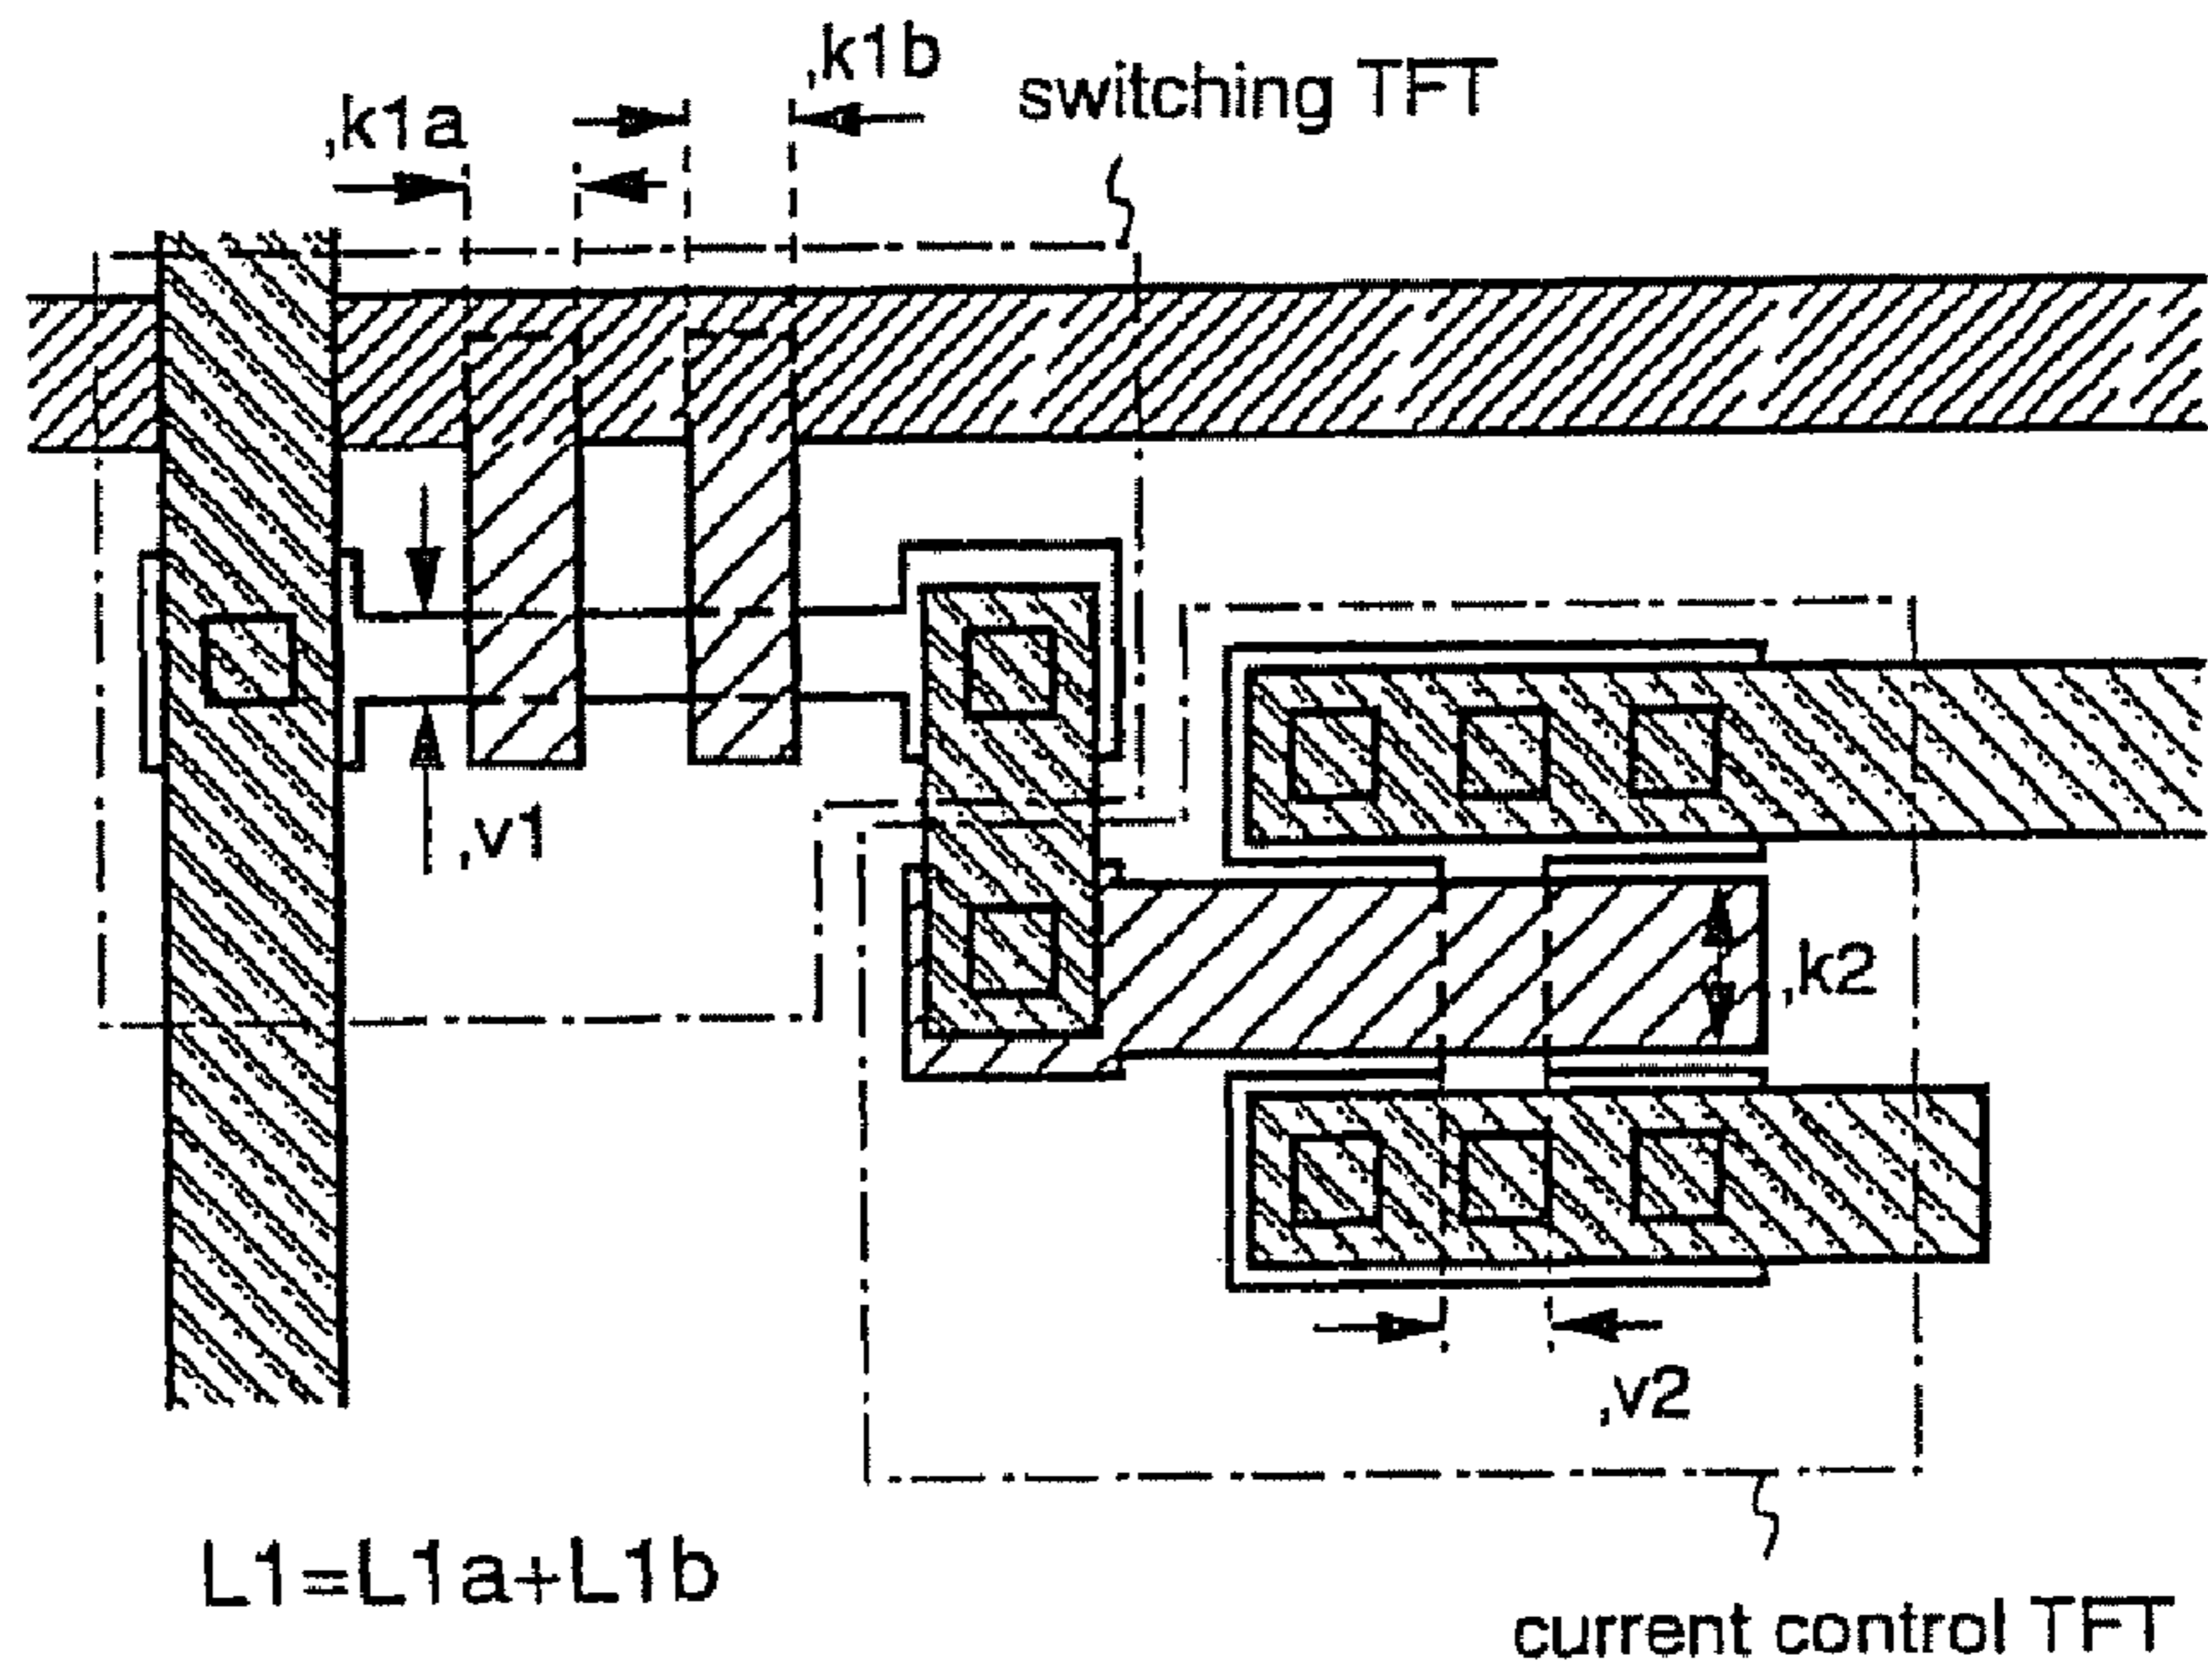 ,k1b
switching TFT
,k1a
,v1
,k2
,v2
L1=L1a+L1b
current control TFT